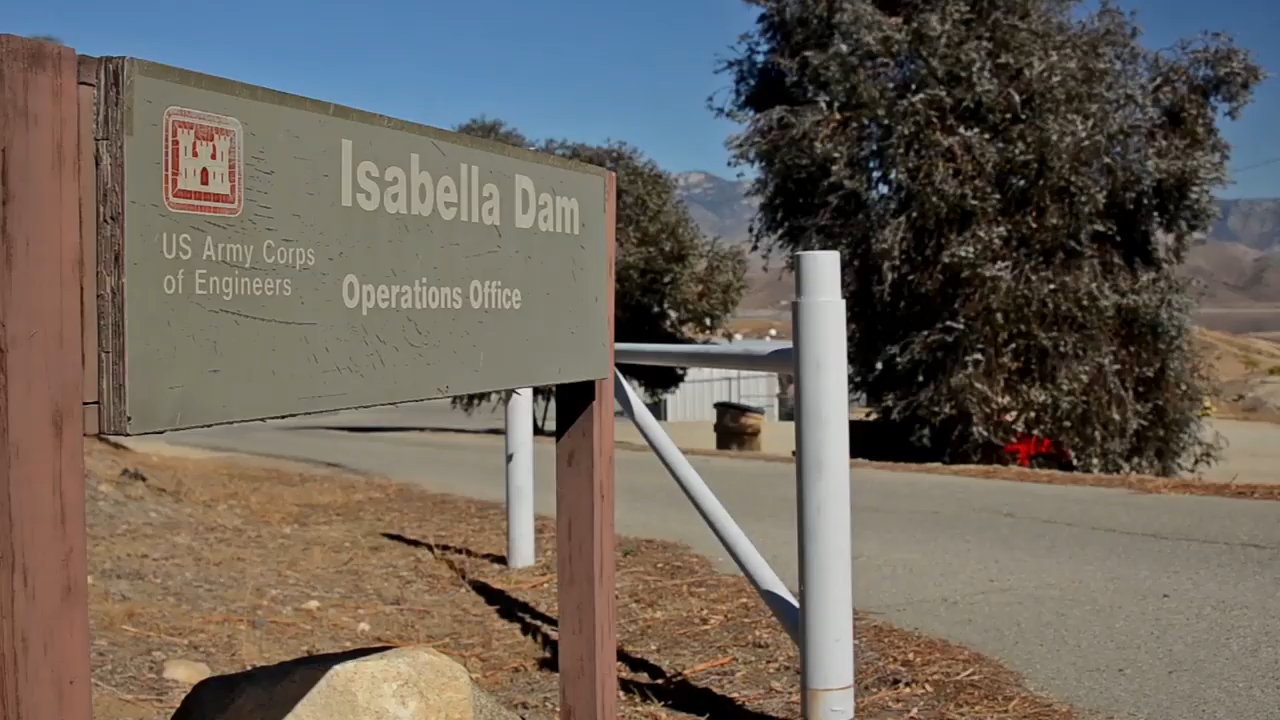 Isabella Dam
US Army Corps
of Engineers
Operations Office